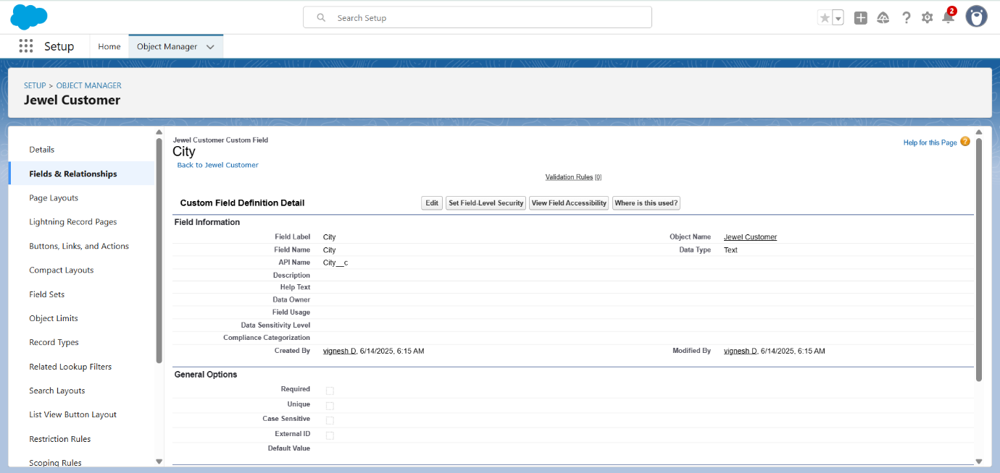 Search Setup
2
Setup
Home
Object Manager
SETUP > OBJECT MANAGER
Jewel Customer
Details
Fields & Relationships
Page Layouts
Lightning Record Pages
Buttons, Links, and Actions
Compact Layouts
Field Sets
Object Limits
Record Types
Related Lookup Filters
Search Layouts
List View Button Layout
Restriction Rules
Scoping Rules
Jewel Customer Custom Field
City
Back to Jewel Customer
Help for this Page ?
Validation Rules [0]
Custom Field Definition Detail Edit Set Field-Level Security View Field Accessibility Where is this used?
Field Information
Field Label City Object Name Jewel Customer
Field Name City Data Type Text
API Name City__c
Description
Help Text
Data Owner
Field Usage
Data Sensitivity Level
Compliance Categorization
Created By vignesh D, 6/14/2025, 6:15 AM Modified By vignesh D, 6/14/2025, 6:15 AM
General Options
Required
Unique
Case Sensitive
External ID
Default Value